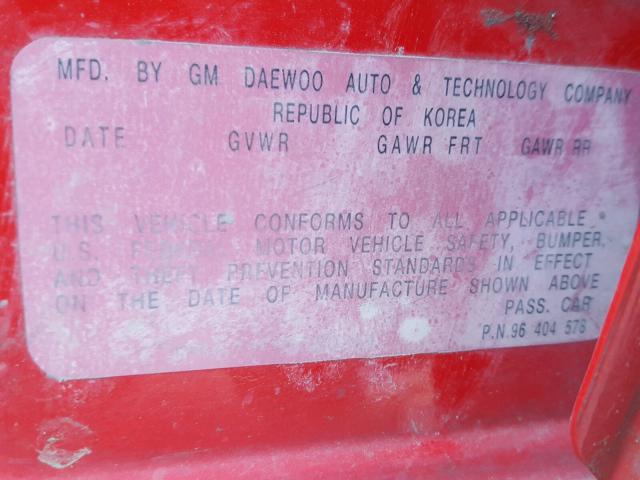 MFD. BY GM DAEWOO AUTO & TECHNOLOGY COMPANY
REPUBLIC OF KOREA
DATE GVWR GAWR FRT GAWR RR
THIS VEHICLE CONFORMS TO ALL APPLICABLE
U.S. FEDERAL MOTOR VEHICLE SAFETY, BUMPER,
AND THEFT PREVENTION STANDARDS IN EFFECT
ON THE DATE OF MANUFACTURE SHOWN ABOVE
PASS. CAR
P.N. 96 404 578